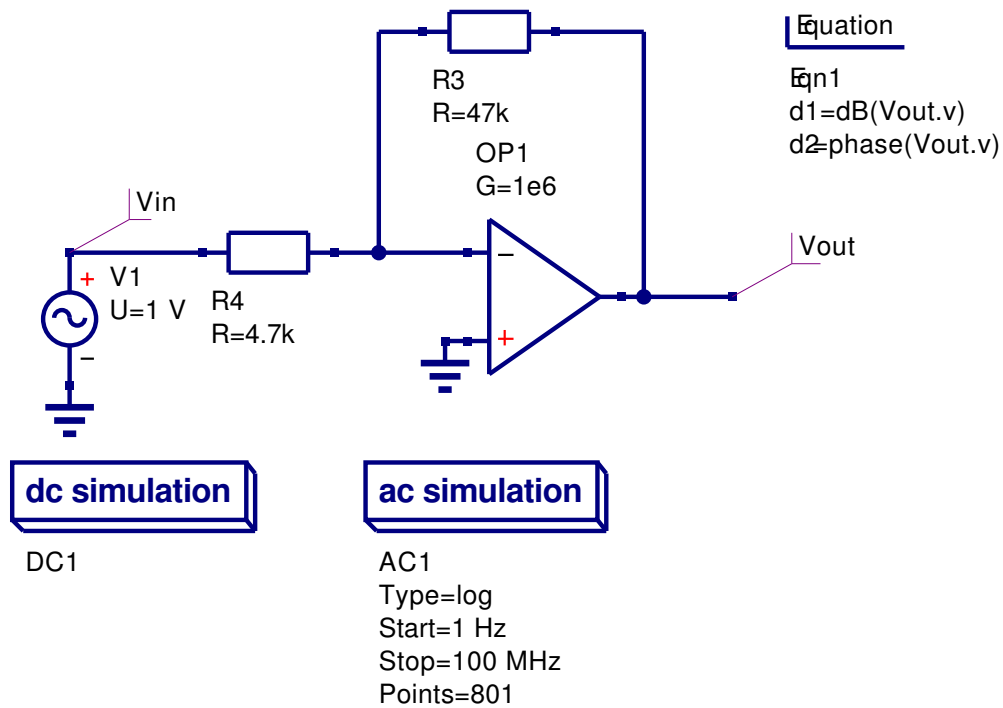 Equation
Eqn1
d1=dB(Vout.v)
d2=phase(Vout.v)
R3
R=47k
OP1
G=1e6
Vin
+
V1
U=1 V
−
R4
R=4.7k
−
+
Vout
dc simulation
DC1
ac simulation
AC1
Type=log
Start=1 Hz
Stop=100 MHz
Points=801